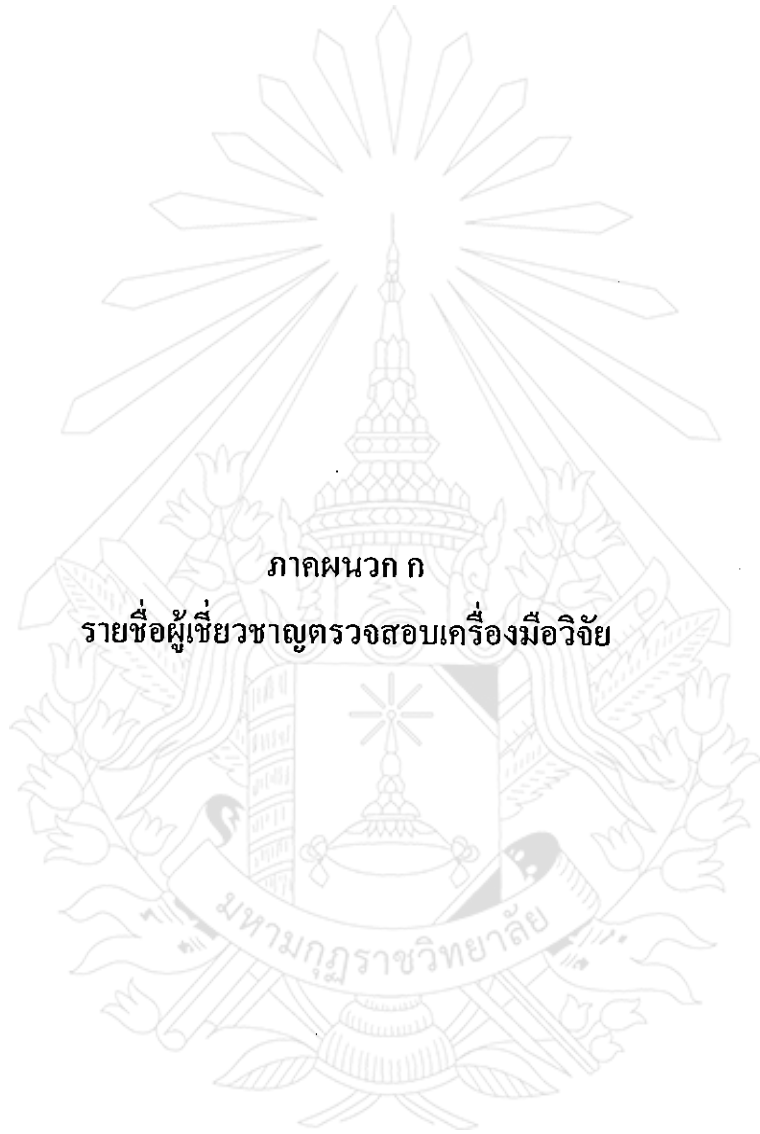 ภาคผนวก ก
รายชื่อผู้เชี่ยวชาญตรวจสอบเครื่องมือวิจัย
มหามกุฏราชวิทยาลัย